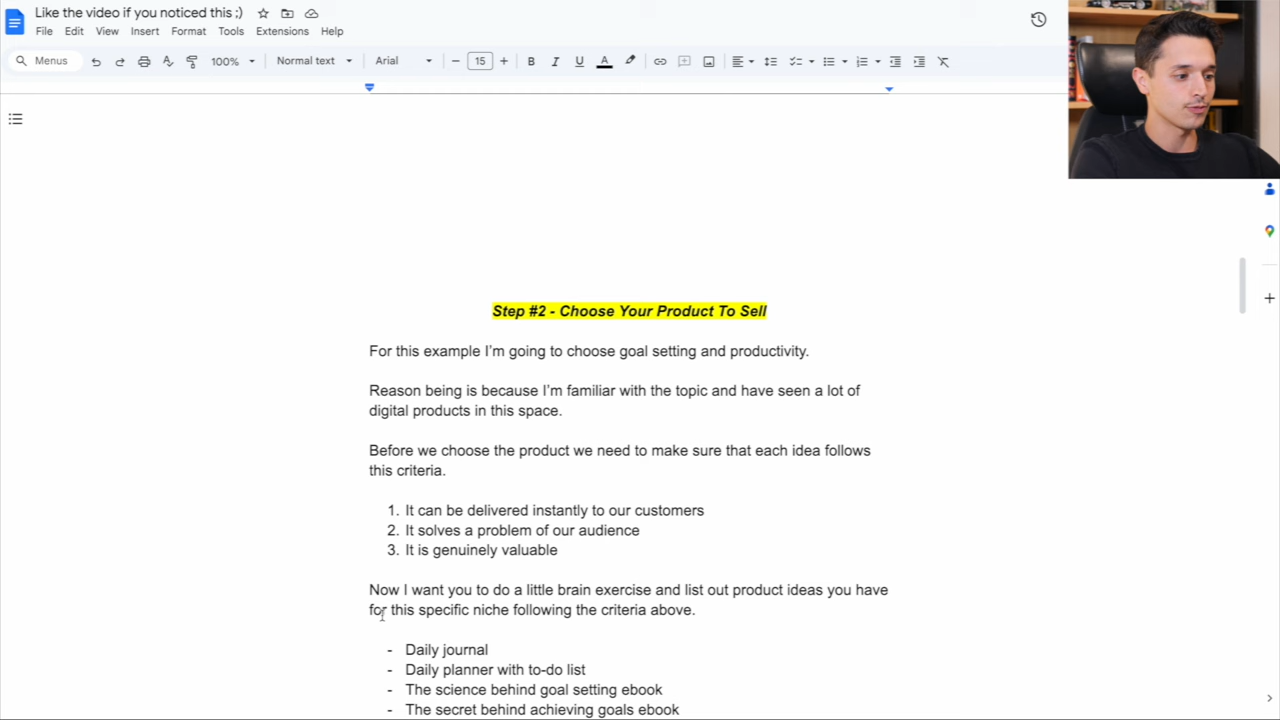 Like the video if you noticed this ;)
File Edit View Insert Format Tools Extensions Help
Menus 100% Normal text Arial − 15 + B I U A
Step #2 - Choose Your Product To Sell
For this example I'm going to choose goal setting and productivity.
Reason being is because I'm familiar with the topic and have seen a lot of
digital products in this space.
Before we choose the product we need to make sure that each idea follows
this criteria.
1. It can be delivered instantly to our customers
2. It solves a problem of our audience
3. It is genuinely valuable
Now I want you to do a little brain exercise and list out product ideas you have
for this specific niche following the criteria above.
- Daily journal
- Daily planner with to-do list
- The science behind goal setting ebook
- The secret behind achieving goals ebook